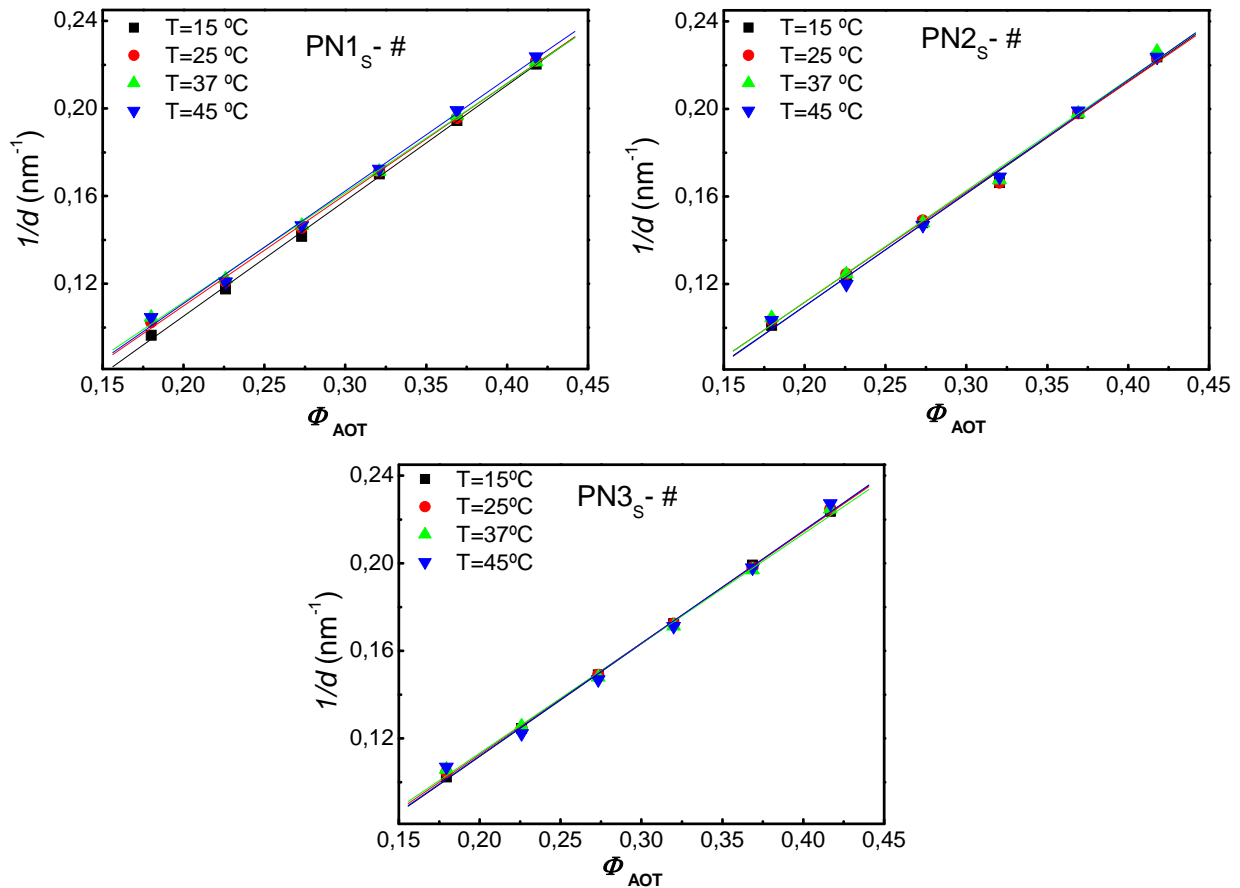 PN1S- #
T=15 ºC
T=25 ºC
T=37 ºC
T=45 ºC
1/d (nm-1)
0,24
0,20
0,16
0,12
0,15 0,20 0,25 0,30 0,35 0,40 0,45
Φ AOT
PN2S- #
T=15 ºC
T=25 ºC
T=37 ºC
T=45 ºC
1/d (nm-1)
0,24
0,20
0,16
0,12
0,15 0,20 0,25 0,30 0,35 0,40 0,45
Φ AOT
PN3S- #
T=15ºC
T=25ºC
T=37ºC
T=45ºC
1/d (nm-1)
0,24
0,20
0,16
0,12
0,15 0,20 0,25 0,30 0,35 0,40 0,45
Φ AOT